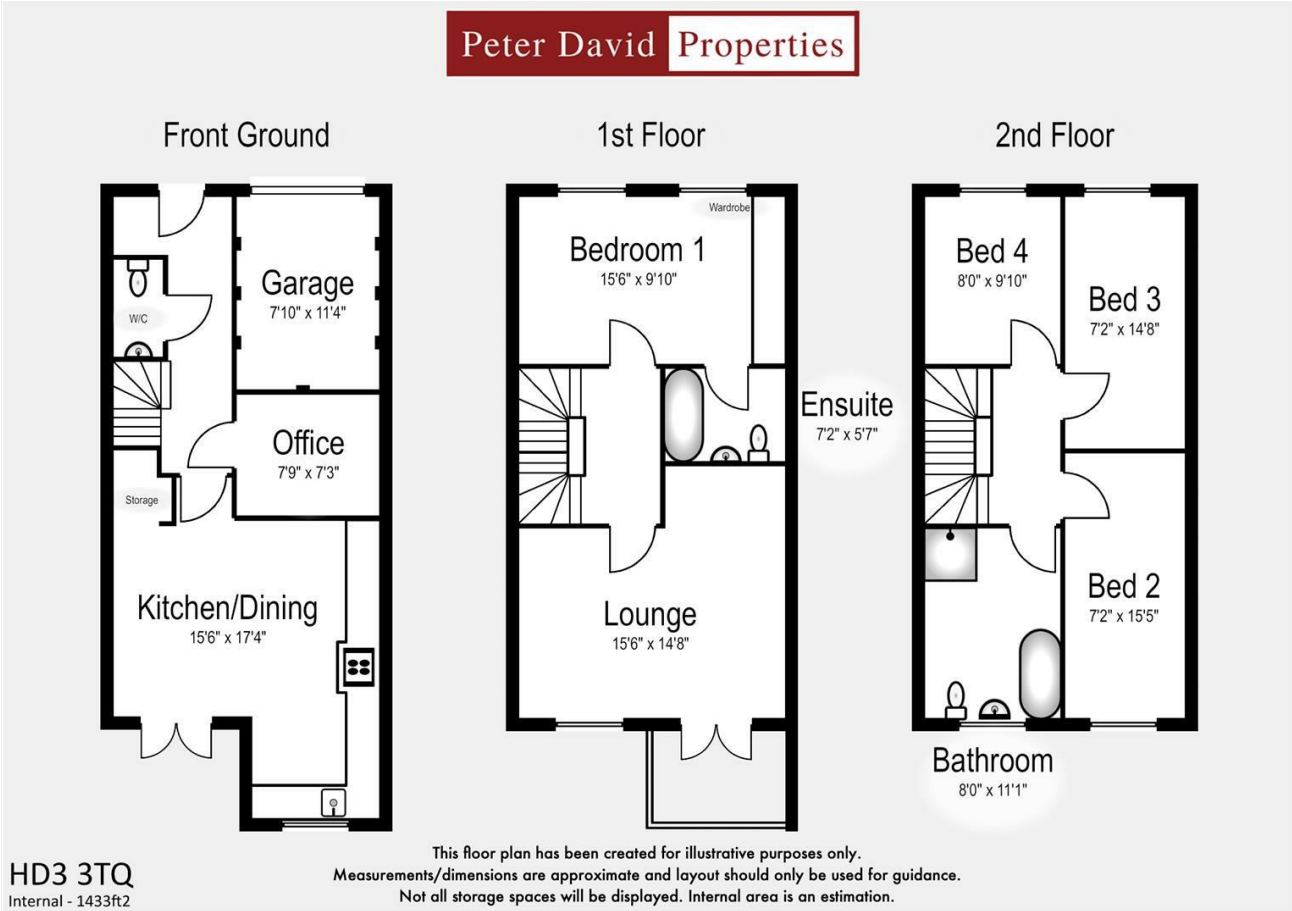 Peter David Properties
Front Ground
1st Floor
2nd Floor
Garage
7'10" x 11'4"
W/C
Office
7'9" x 7'3"
Storage
Kitchen/Dining
15'6" x 17'4"
Wardrobe
Bedroom 1
15'6" x 9'10"
Ensuite
7'2" x 5'7"
Lounge
15'6" x 14'8"
Bed 4
8'0" x 9'10"
Bed 3
7'2" x 14'8"
Bed 2
7'2" x 15'5"
Bathroom
8'0" x 11'1"
This floor plan has been created for illustrative purposes only.
Measurements/dimensions are approximate and layout should only be used for guidance.
Not all storage spaces will be displayed. Internal area is an estimation.
HD3 3TQ
Internal - 1433ft2